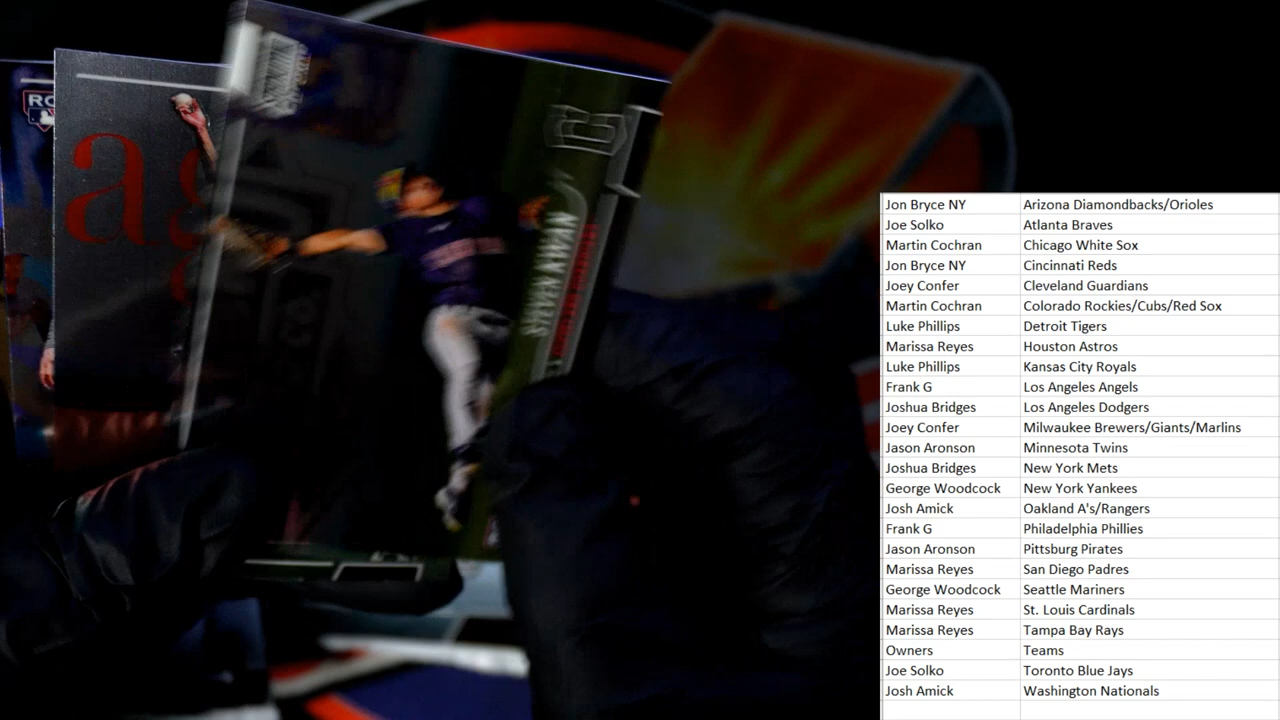 RO
ag
STEVEN KWAN
Jon Bryce NY Arizona Diamondbacks/Orioles
Joe Solko Atlanta Braves
Martin Cochran Chicago White Sox
Jon Bryce NY Cincinnati Reds
Joey Confer Cleveland Guardians
Martin Cochran Colorado Rockies/Cubs/Red Sox
Luke Phillips Detroit Tigers
Marissa Reyes Houston Astros
Luke Phillips Kansas City Royals
Frank G Los Angeles Angels
Joshua Bridges Los Angeles Dodgers
Joey Confer Milwaukee Brewers/Giants/Marlins
Jason Aronson Minnesota Twins
Joshua Bridges New York Mets
George Woodcock New York Yankees
Josh Amick Oakland A's/Rangers
Frank G Philadelphia Phillies
Jason Aronson Pittsburg Pirates
Marissa Reyes San Diego Padres
George Woodcock Seattle Mariners
Marissa Reyes St. Louis Cardinals
Marissa Reyes Tampa Bay Rays
Owners Teams
Joe Solko Toronto Blue Jays
Josh Amick Washington Nationals